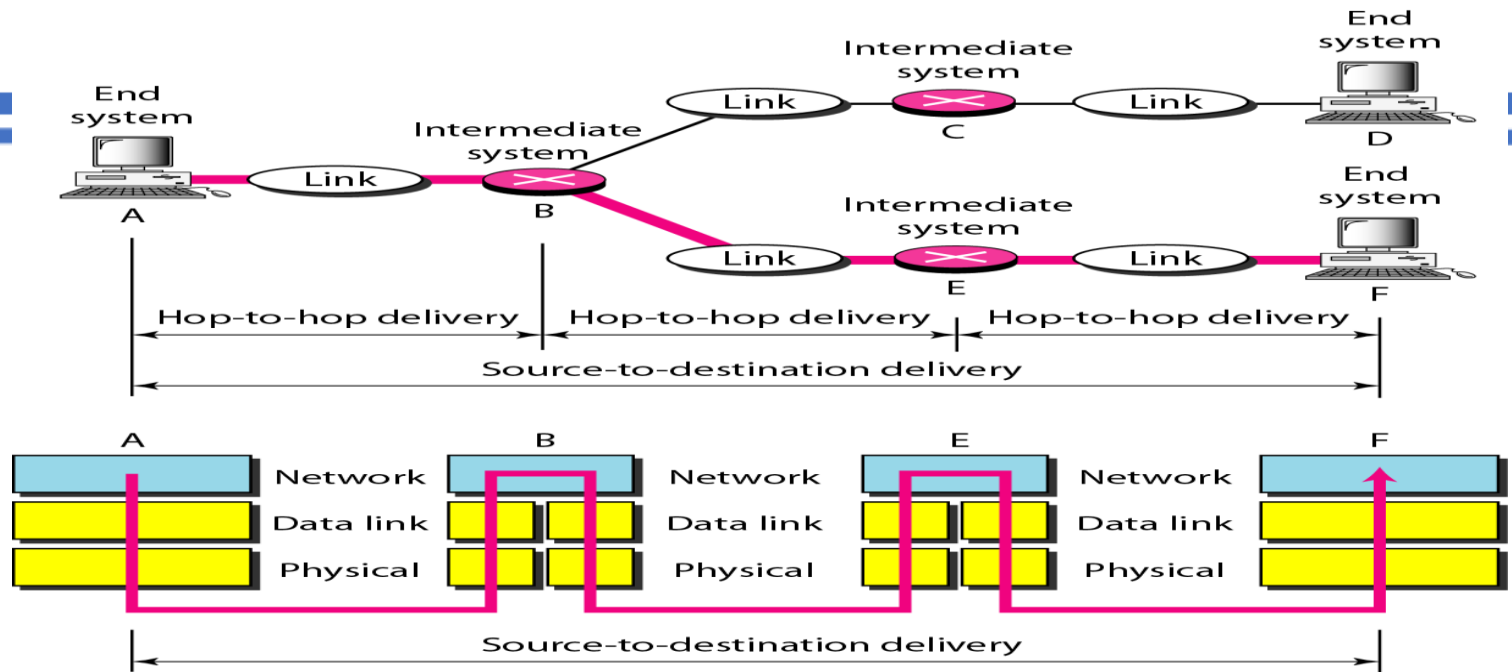 End
system
Intermediate
system
Link
C
Link
D
End
system
A
Link
Intermediate
system
B
End
system
Intermediate
system
Link
E
Link
F
Hop-to-hop delivery
Hop-to-hop delivery
Hop-to-hop delivery
Source-to-destination delivery
A
B
E
F
Network
Network
Network
Data link
Data link
Data link
Physical
Physical
Physical
Source-to-destination delivery